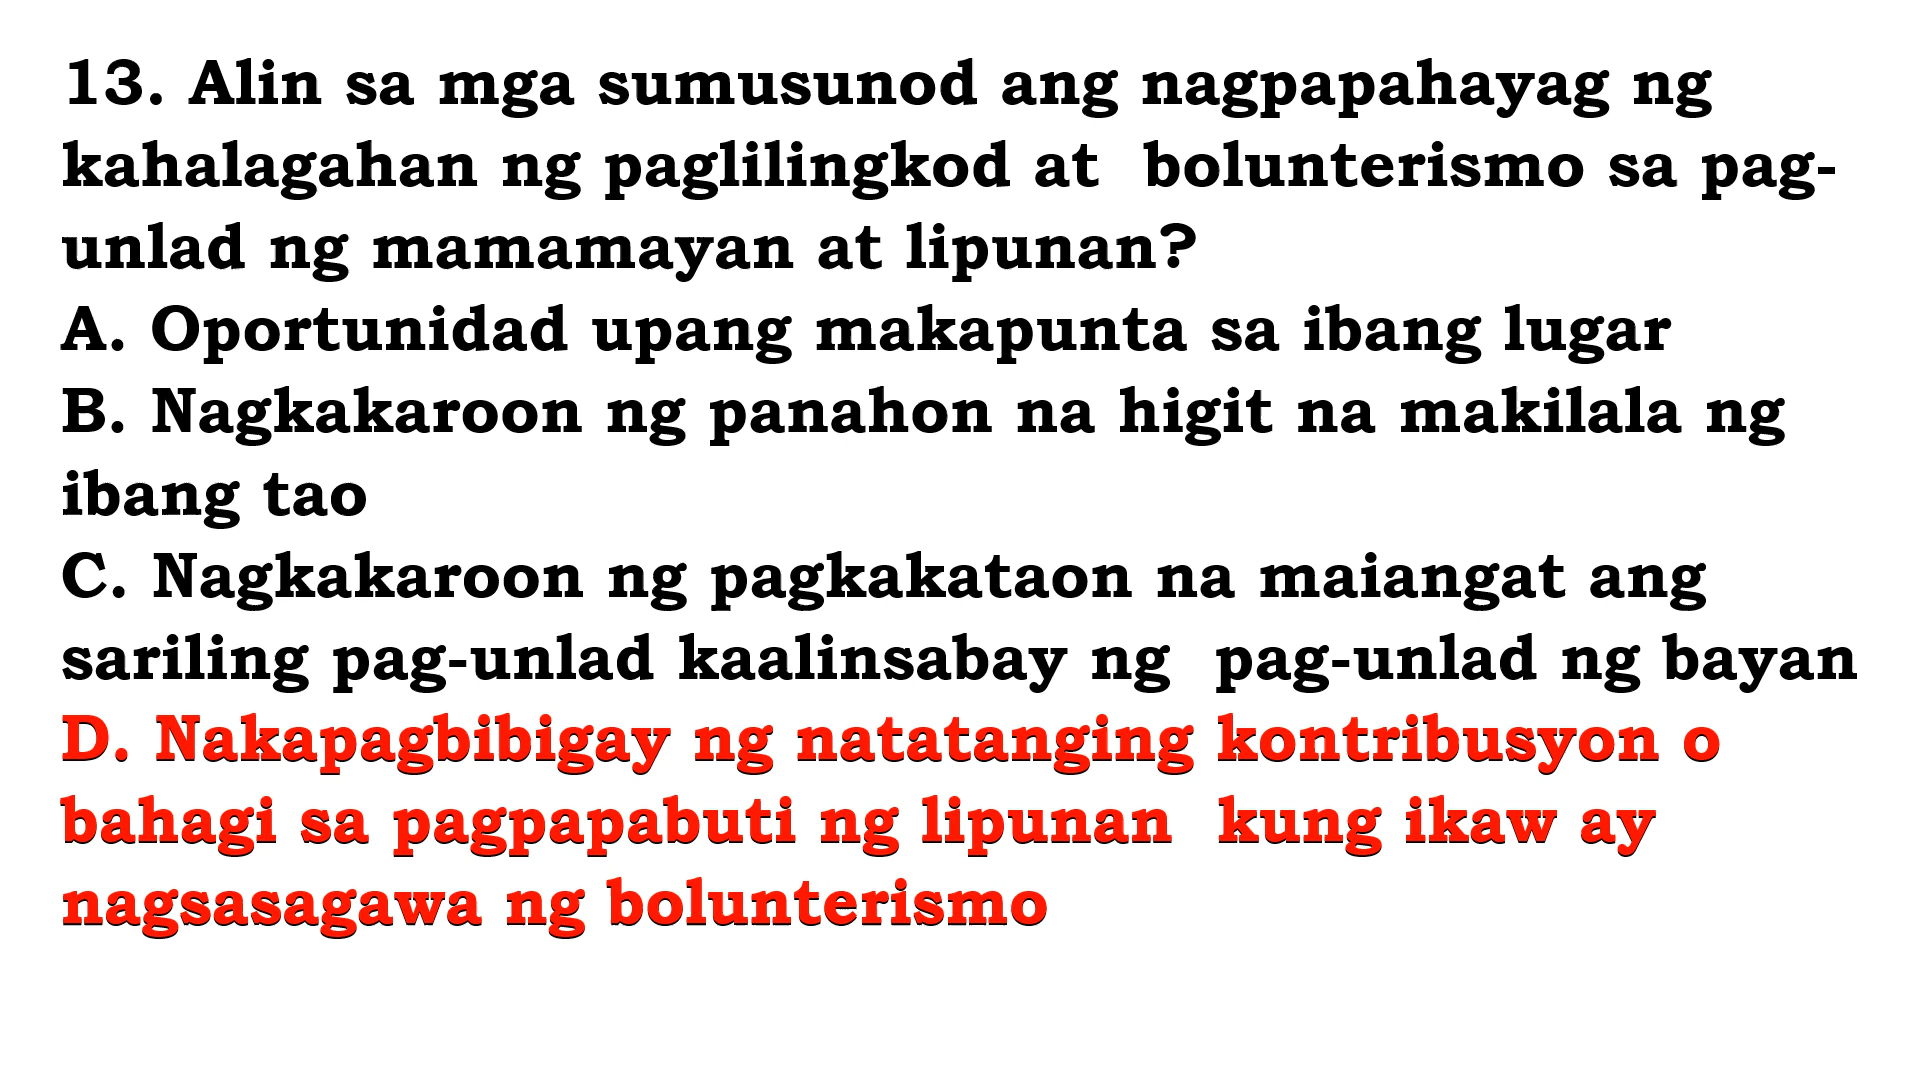 13. Alin sa mga sumusunod ang nagpapahayag ng
kahalagahan ng paglilingkod at  bolunterismo sa pag-
unlad ng mamamayan at lipunan?
A. Oportunidad upang makapunta sa ibang lugar
B. Nagkakaroon ng panahon na higit na makilala ng
ibang tao
C. Nagkakaroon ng pagkakataon na maiangat ang
sariling pag-unlad kaalinsabay ng  pag-unlad ng bayan
D. Nakapagbibigay ng natatanging kontribusyon o
bahagi sa pagpapabuti ng lipunan  kung ikaw ay
nagsasagawa ng bolunterismo